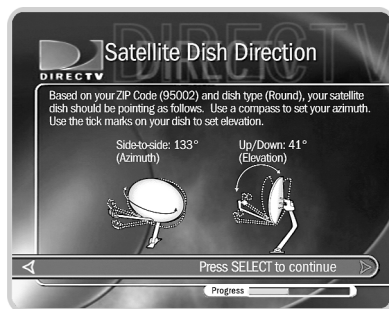 DIRECTV
Satellite Dish Direction
DIRECTV
Based on your ZIP Code (95002) and dish type (Round), your satellite
dish should be pointing as follows. Use a compass to set your azimuth.
Use the tick marks on your dish to set elevation.
Side-to-side: 133° Up/Down: 41°
(Azimuth) (Elevation)
Press SELECT to continue
Progress